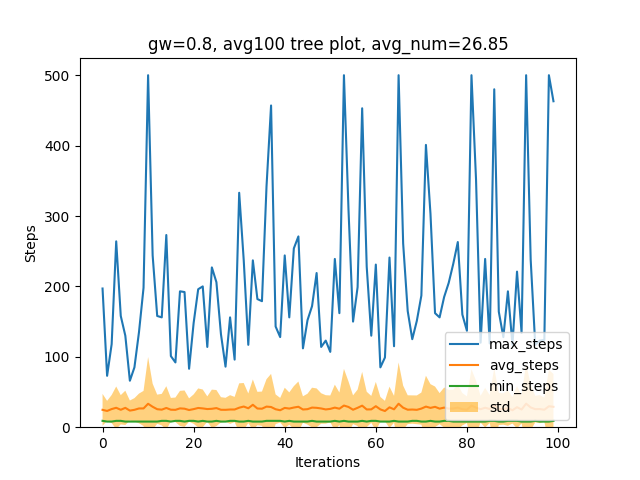 gw=0.8, avg100 tree plot, avg_num=26.85
Steps
500
400
300
200
100
0
max_steps
avg_steps
min_steps
std
0 20 40 60 80 100
Iterations